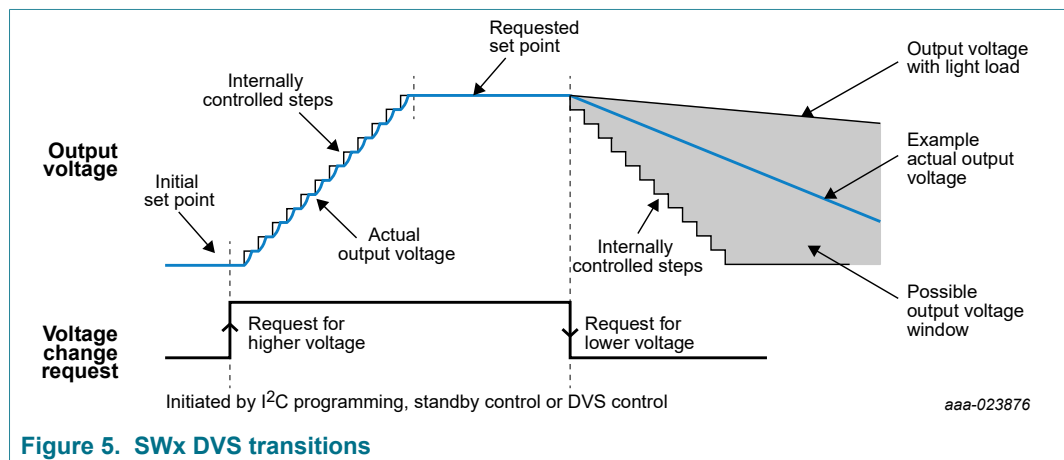 Requested
set point
Output voltage
with light load
Internally
controlled steps
Output
voltage
Example
actual output
voltage
Initial
set point
Actual
output voltage
Internally
controlled steps
Possible
output voltage
window
Voltage
change
request
Request for
higher voltage
Request for
lower voltage
Initiated by I²C programming, standby control or DVS control
aaa-023876
Figure 5. SWx DVS transitions